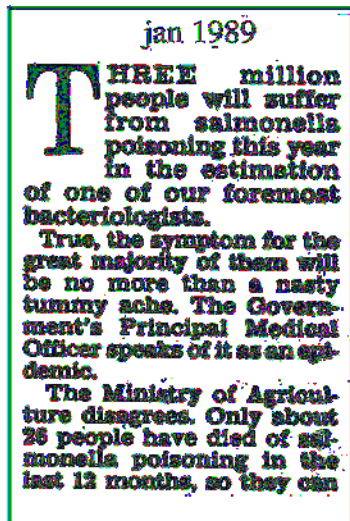 jan 1989
THREE million
people will suffer
from salmonella
poisoning this year
in the estimation
of one of our foremost
bacteriologists.
True, the symptom for the
great majority of them will
be no more than a nasty
tummy ache. The Govern-
ment's Principal Medical
Officer speaks of it as an epi-
demic.
The Ministry of Agricul-
ture disagrees. Only about
26 people have died of sal-
monella poisoning in the
last 12 months, so they can